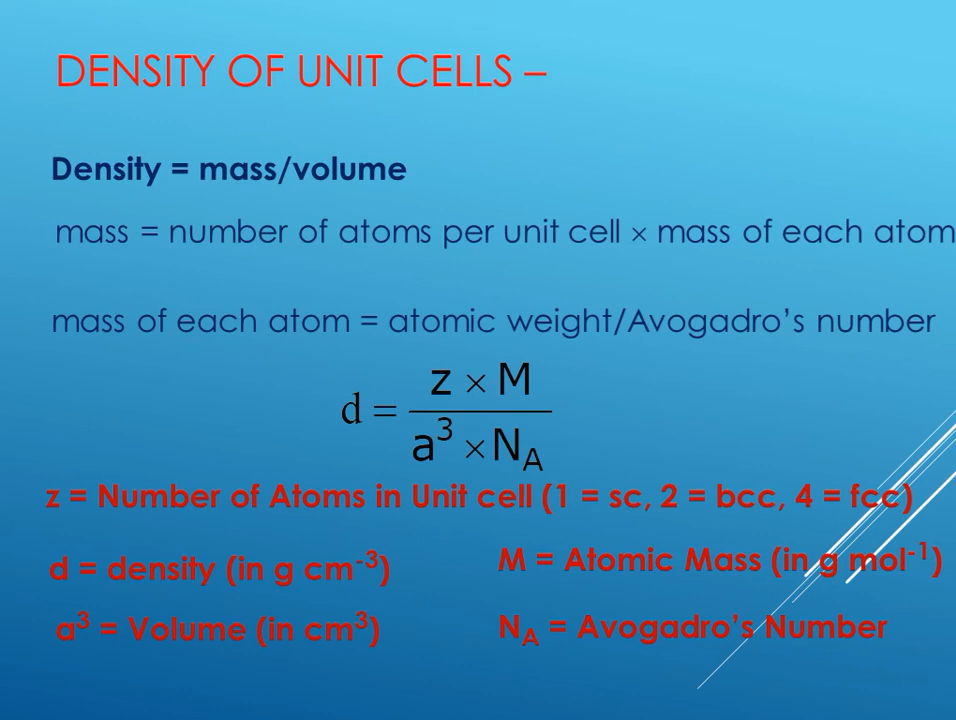 DENSITY OF UNIT CELLS –
Density = mass/volume
mass = number of atoms per unit cell × mass of each atom
mass of each atom = atomic weight/Avogadro’s number
d = z × M / a³ × N_A
z = Number of Atoms in Unit cell (1 = sc, 2 = bcc, 4 = fcc)
d = density (in g cm⁻³)
M = Atomic Mass (in g mol⁻¹)
a³ = Volume (in cm³)
N_A = Avogadro’s Number